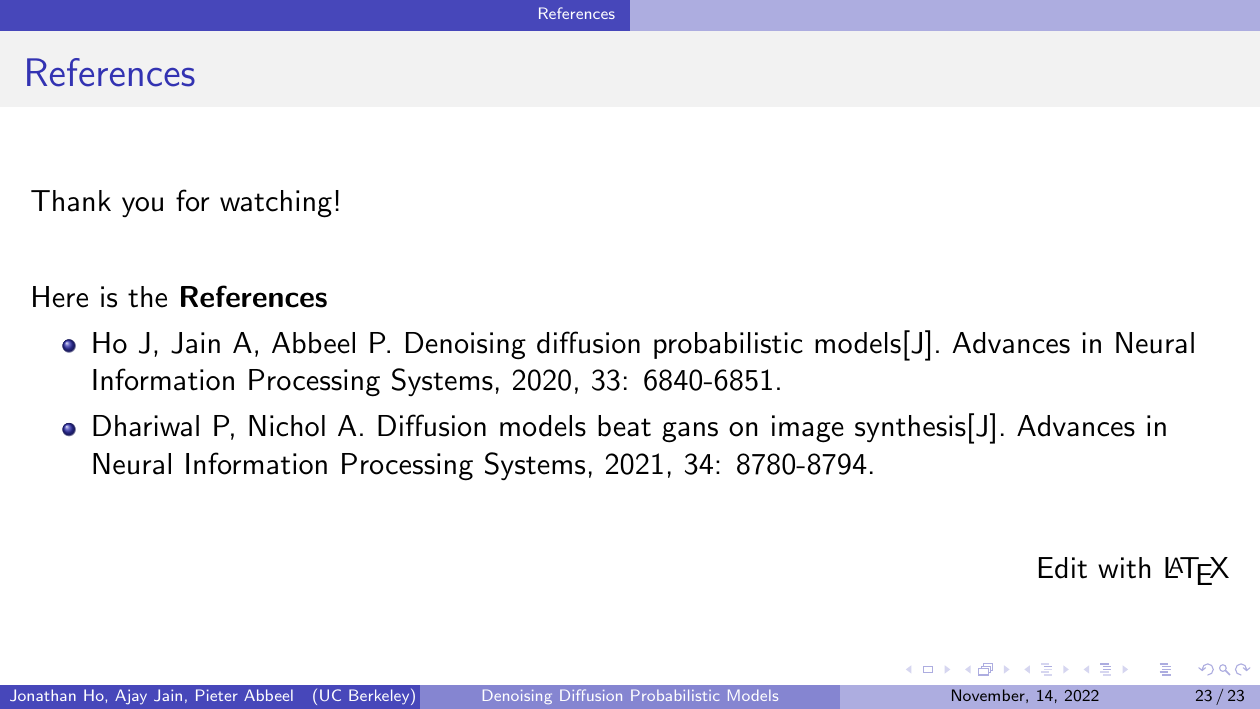 References
References
Thank you for watching!
Here is the References
Ho J, Jain A, Abbeel P. Denoising diffusion probabilistic models[J]. Advances in Neural
Information Processing Systems, 2020, 33: 6840-6851.
Dhariwal P, Nichol A. Diffusion models beat gans on image synthesis[J]. Advances in
Neural Information Processing Systems, 2021, 34: 8780-8794.
Edit with LATEX
Jonathan Ho, Ajay Jain, Pieter Abbeel (UC Berkeley) Denoising Diffusion Probabilistic Models November, 14, 2022 23 / 23